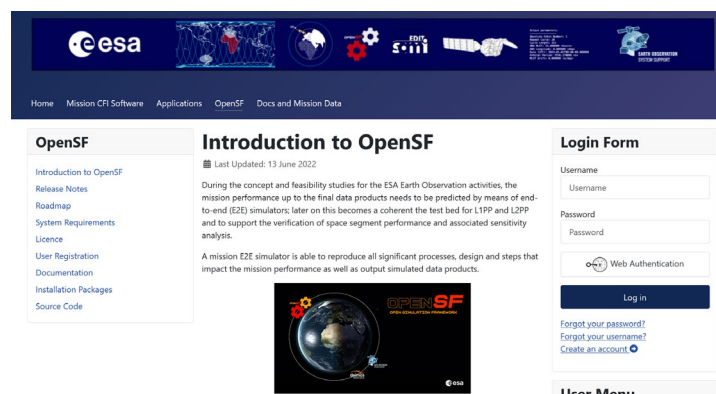 esa
OPENSF
EDIT
EARTH OBSERVATION
SYSTEM SUPPORT
Home Mission CFI Software Applications OpenSF Docs and Mission Data
OpenSF
Introduction to OpenSF
Release Notes
Roadmap
System Requirements
Licence
User Registration
Documentation
Installation Packages
Source Code
Introduction to OpenSF
Last Updated: 13 June 2022
During the concept and feasibility studies for the ESA Earth Observation activities, the
mission performance up to the final data products needs to be predicted by means of end-
to-end (E2E) simulators; later on this becomes a coherent the test bed for L1PP and L2PP
and to support the verification of space segment performance and associated sensitivity
analysis.
A mission E2E simulator is able to reproduce all significant processes, design and steps that
impact the mission performance as well as output simulated data products.
OPENSF
OPEN SIMULATION FRAMEWORK
esa
Login Form
Username
Username
Password
Password
Web Authentication
Log in
Forgot your password?
Forgot your username?
Create an account
User Menu